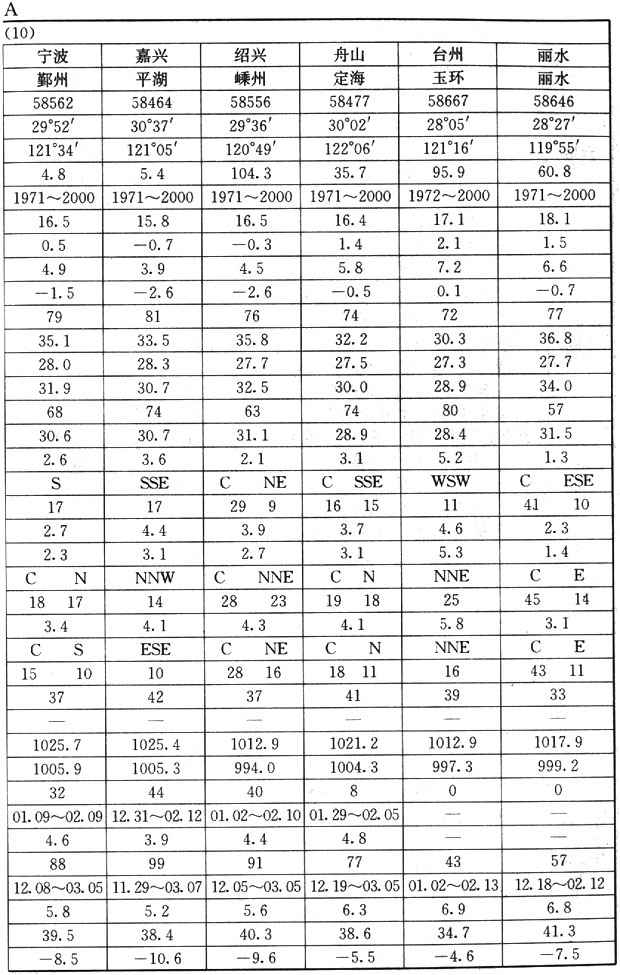 A
(10)
宁波 嘉兴 绍兴 舟山 台州 丽水
鄞州 平湖 嵊州 定海 玉环 丽水
58562 58464 58556 58477 58667 58646
29°52′ 30°37′ 29°36′ 30°02′ 28°05′ 28°27′
121°34′ 121°05′ 120°49′ 122°06′ 121°16′ 119°55′
4.8 5.4 104.3 35.7 95.9 60.8
1971～2000 1971～2000 1971～2000 1971～2000 1972～2000 1971～2000
16.5 15.8 16.5 16.4 17.1 18.1
0.5 －0.7 －0.3 1.4 2.1 1.5
4.9 3.9 4.5 5.8 7.2 6.6
－1.5 －2.6 －2.6 －0.5 0.1 －0.7
79 81 76 74 72 77
35.1 33.5 35.8 32.2 30.3 36.8
28.0 28.3 27.7 27.5 27.3 27.7
31.9 30.7 32.5 30.0 28.9 34.0
68 74 63 74 80 57
30.6 30.7 31.1 28.9 28.4 31.5
2.6 3.6 2.1 3.1 5.2 1.3
S SSE C NE C SSE WSW C ESE
17 17 29 9 16 15 11 41 10
2.7 4.4 3.9 3.7 4.6 2.3
2.3 3.1 2.7 3.1 5.3 1.4
C N NNW C NNE C N NNE C E
18 17 14 28 23 19 18 25 45 14
3.4 4.1 4.3 4.1 5.8 3.1
C S ESE C NE C N NNE C E
15 10 10 28 16 18 11 16 43 11
37 42 37 41 39 33
— — — — — —
1025.7 1025.4 1012.9 1021.2 1012.9 1017.9
1005.9 1005.3 994.0 1004.3 997.3 999.2
32 44 40 8 0 0
01.09～02.09 12.31～02.12 01.02～02.10 01.29～02.05 — —
4.6 3.9 4.4 4.8 — —
88 99 91 77 43 57
12.08～03.05 11.29～03.07 12.05～03.05 12.19～03.05 01.02～02.13 12.18～02.12
5.8 5.2 5.6 6.3 6.9 6.8
39.5 38.4 40.3 38.6 34.7 41.3
－8.5 －10.6 －9.6 －5.5 －4.6 －7.5